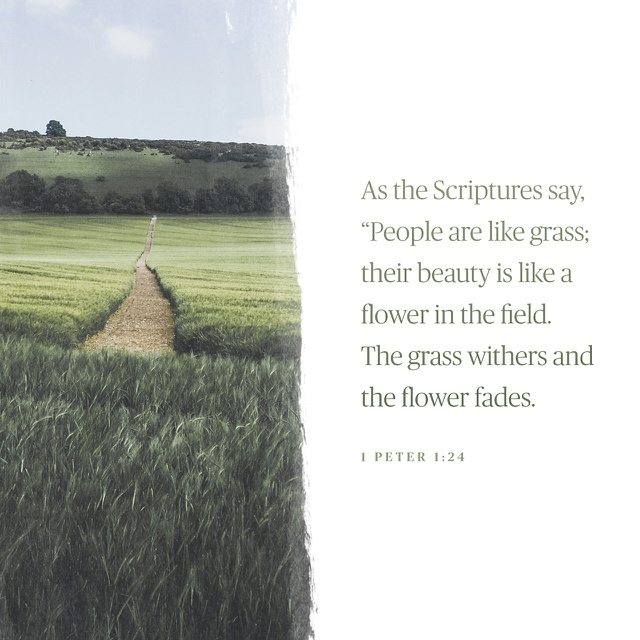 As the Scriptures say,
“People are like grass;
their beauty is like a
flower in the field.
The grass withers and
the flower fades.
1 PETER 1:24